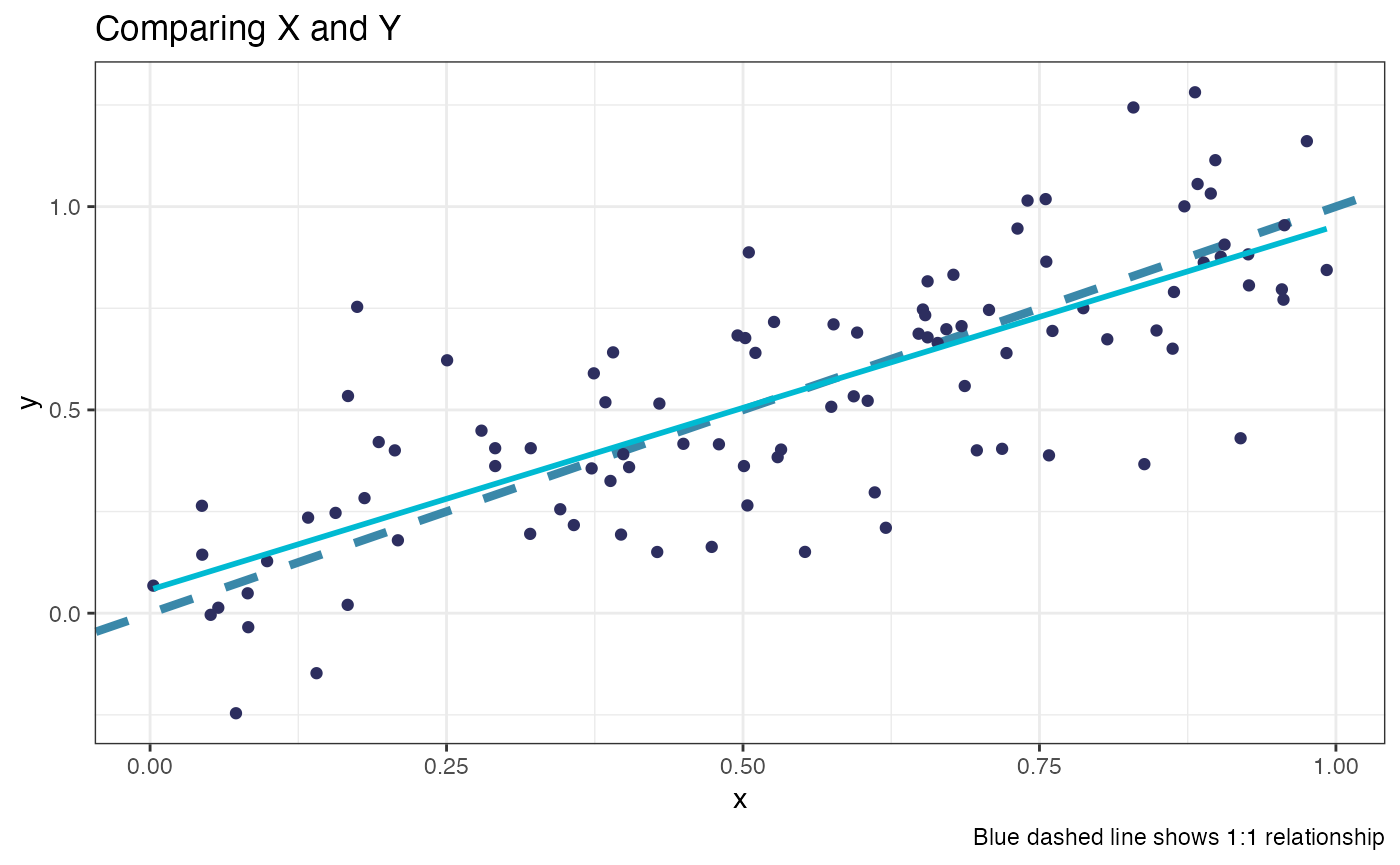 Comparing X and Y
1.0
0.5
0.0
y
0.00 0.25 0.50 0.75 1.00
x
Blue dashed line shows 1:1 relationship